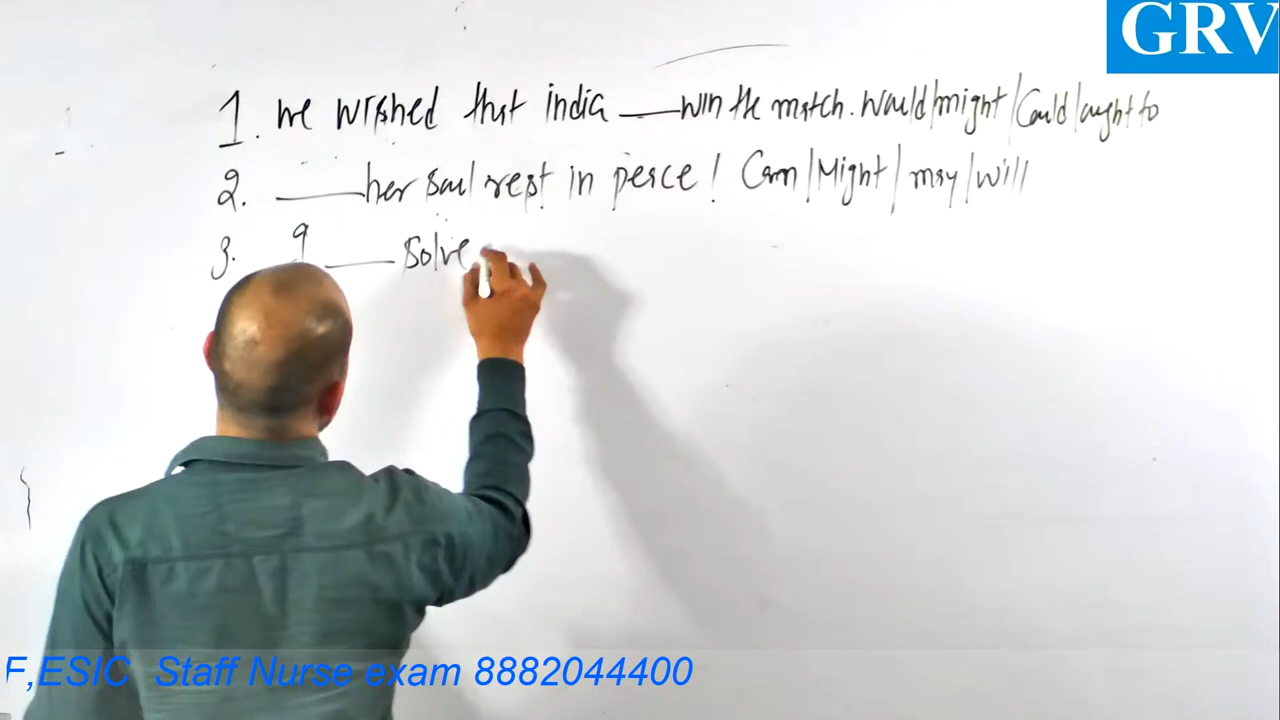 GRV
1. We wished that india ___ win the match. Would/might/Could/ought to
2. ___ her soul rest in peace! Can/Might/may/will
3. I ___ solve
F,ESIC Staff Nurse exam 8882044400